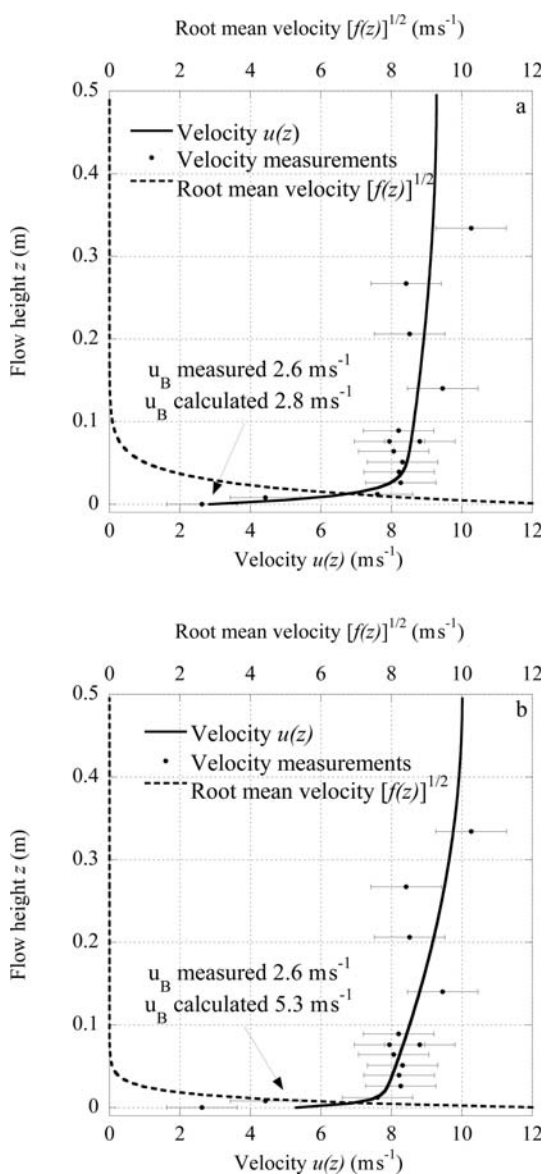 Root mean velocity [f(z)]^1/2 (ms^-1)
0 2 4 6 8 10 12
a
0.5
Velocity u(z)
Velocity measurements
Root mean velocity [f(z)]^1/2
0.4
0.3
Flow height z (m)
0.2
u_B measured 2.6 ms^-1
u_B calculated 2.8 ms^-1
0.1
0
0 2 4 6 8 10 12
Velocity u(z) (ms^-1)
Root mean velocity [f(z)]^1/2 (ms^-1)
0 2 4 6 8 10 12
b
0.5
Velocity u(z)
Velocity measurements
Root mean velocity [f(z)]^1/2
0.4
0.3
Flow height z (m)
0.2
u_B measured 2.6 ms^-1
u_B calculated 5.3 ms^-1
0.1
0
0 2 4 6 8 10 12
Velocity u(z) (ms^-1)